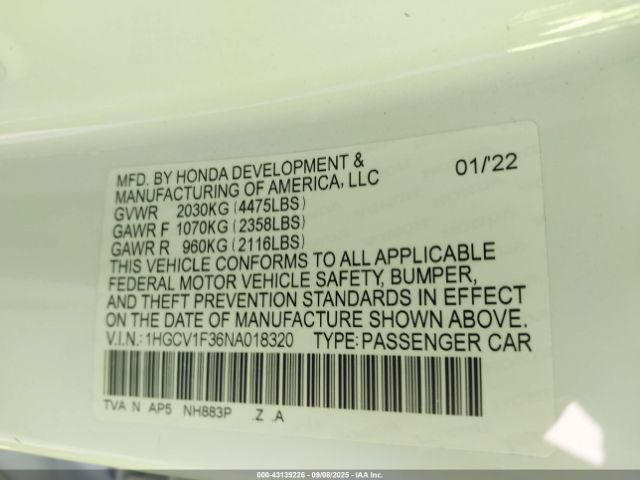 MFD. BY HONDA DEVELOPMENT &
MANUFACTURING OF AMERICA, LLC 01/'22
GVWR 2030KG (4475LBS)
GAWR F 1070KG (2358LBS)
GAWR R 960KG (2116LBS)
THIS VEHICLE CONFORMS TO ALL APPLICABLE
FEDERAL MOTOR VEHICLE SAFETY, BUMPER,
AND THEFT PREVENTION STANDARDS IN EFFECT
ON THE DATE OF MANUFACTURE SHOWN ABOVE.
V.I.N.: 1HGCV1F36NA018320 TYPE: PASSENGER CAR
TVA N AP5 NH883P .Z .A
000-43139226 - 09/08/2025 - IAA Inc.